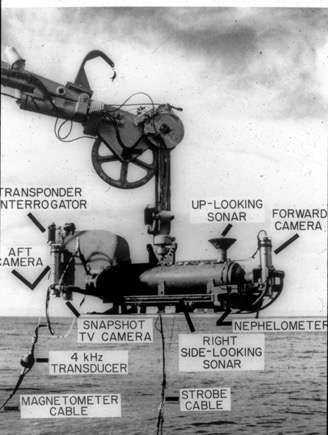 TRANSPONDER
INTERROGATOR
UP-LOOKING
SONAR
FORWARD
CAMERA
AFT
CAMERA
SNAPSHOT
TV CAMERA
NEPHELOMETER
RIGHT
SIDE-LOOKING
SONAR
4 kHz
TRANSDUCER
MAGNETOMETER
CABLE
STROBE
CABLE